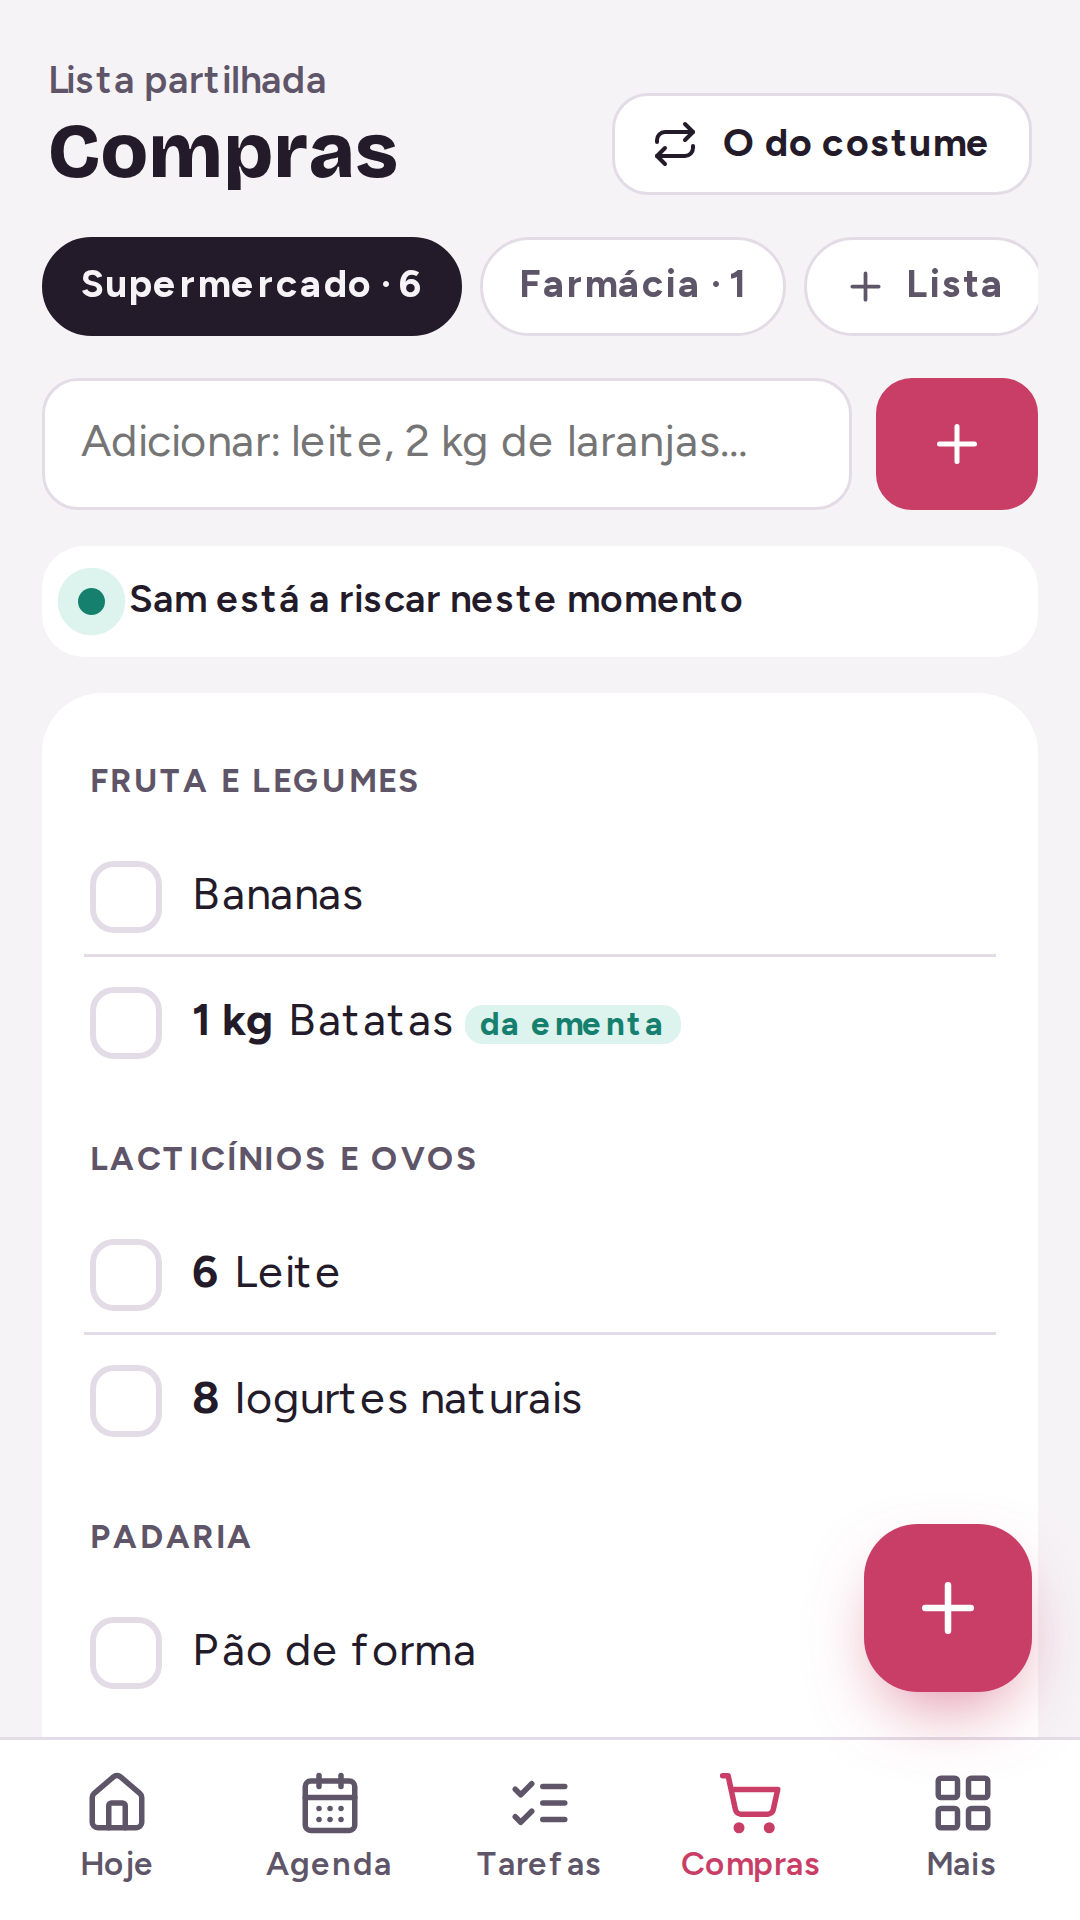 Lista partilhada
Compras
O do costume
Supermercado · 6
Farmácia · 1
+ Lista
Adicionar: leite, 2 kg de laranjas...
Sam está a riscar neste momento
FRUTA E LEGUMES
Bananas
1 kg Batatas da ementa
LACTICÍNIOS E OVOS
6 Leite
8 Iogurtes naturais
PADARIA
Pão de forma
Hoje
Agenda
Tarefas
Compras
Mais